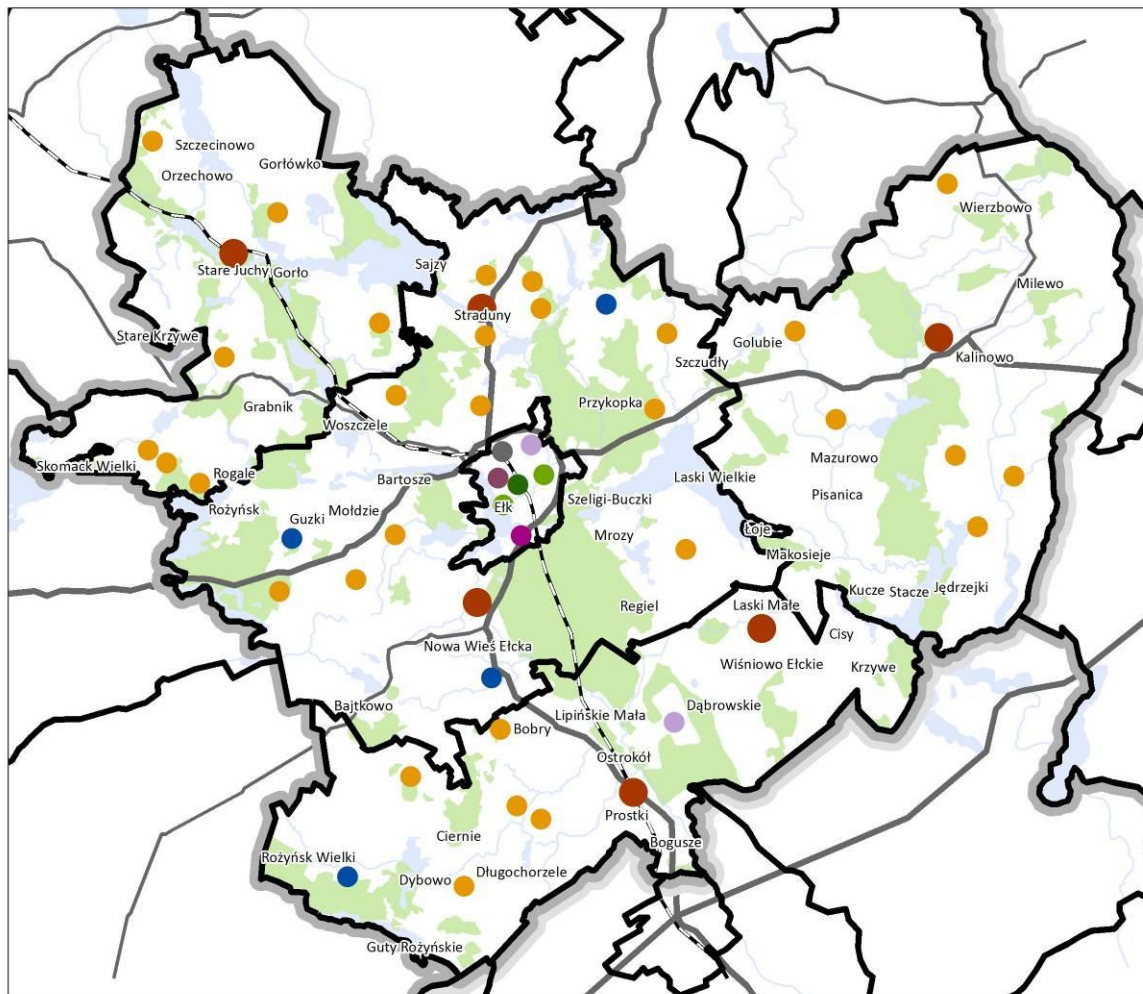 Szczecinowo
Gorłówko
Orzechowo
Wierzbowo
Sajzy
Stare Juchy
Gorło
Milewo
Straduny
Stare Krzywe
Golubie
Szczudły
Kalinowo
Grabnik
Przykopka
Woszczele
Mazurowo
Skomack Wielki
Rogale
Bartosze
Laski Wielkie
Pisanica
Szeligi-Buczki
Rożyńsk
Mołdzie
Ełk
Guzki
Mrozy
Łoje
Makosieje
Kucze
Stacze
Jędrzejki
Regiel
Laski Małe
Cisy
Nowa Wieś Ełcka
Wiśniowo Ełckie
Krzywe
Bajtkowo
Lipińskie Mała
Dąbrowskie
Bobry
Ostrokół
Prostki
Ciernie
Bogusze
Rożyńsk Wielki
Dybowo
Długochorzele
Guty Rożyńskie